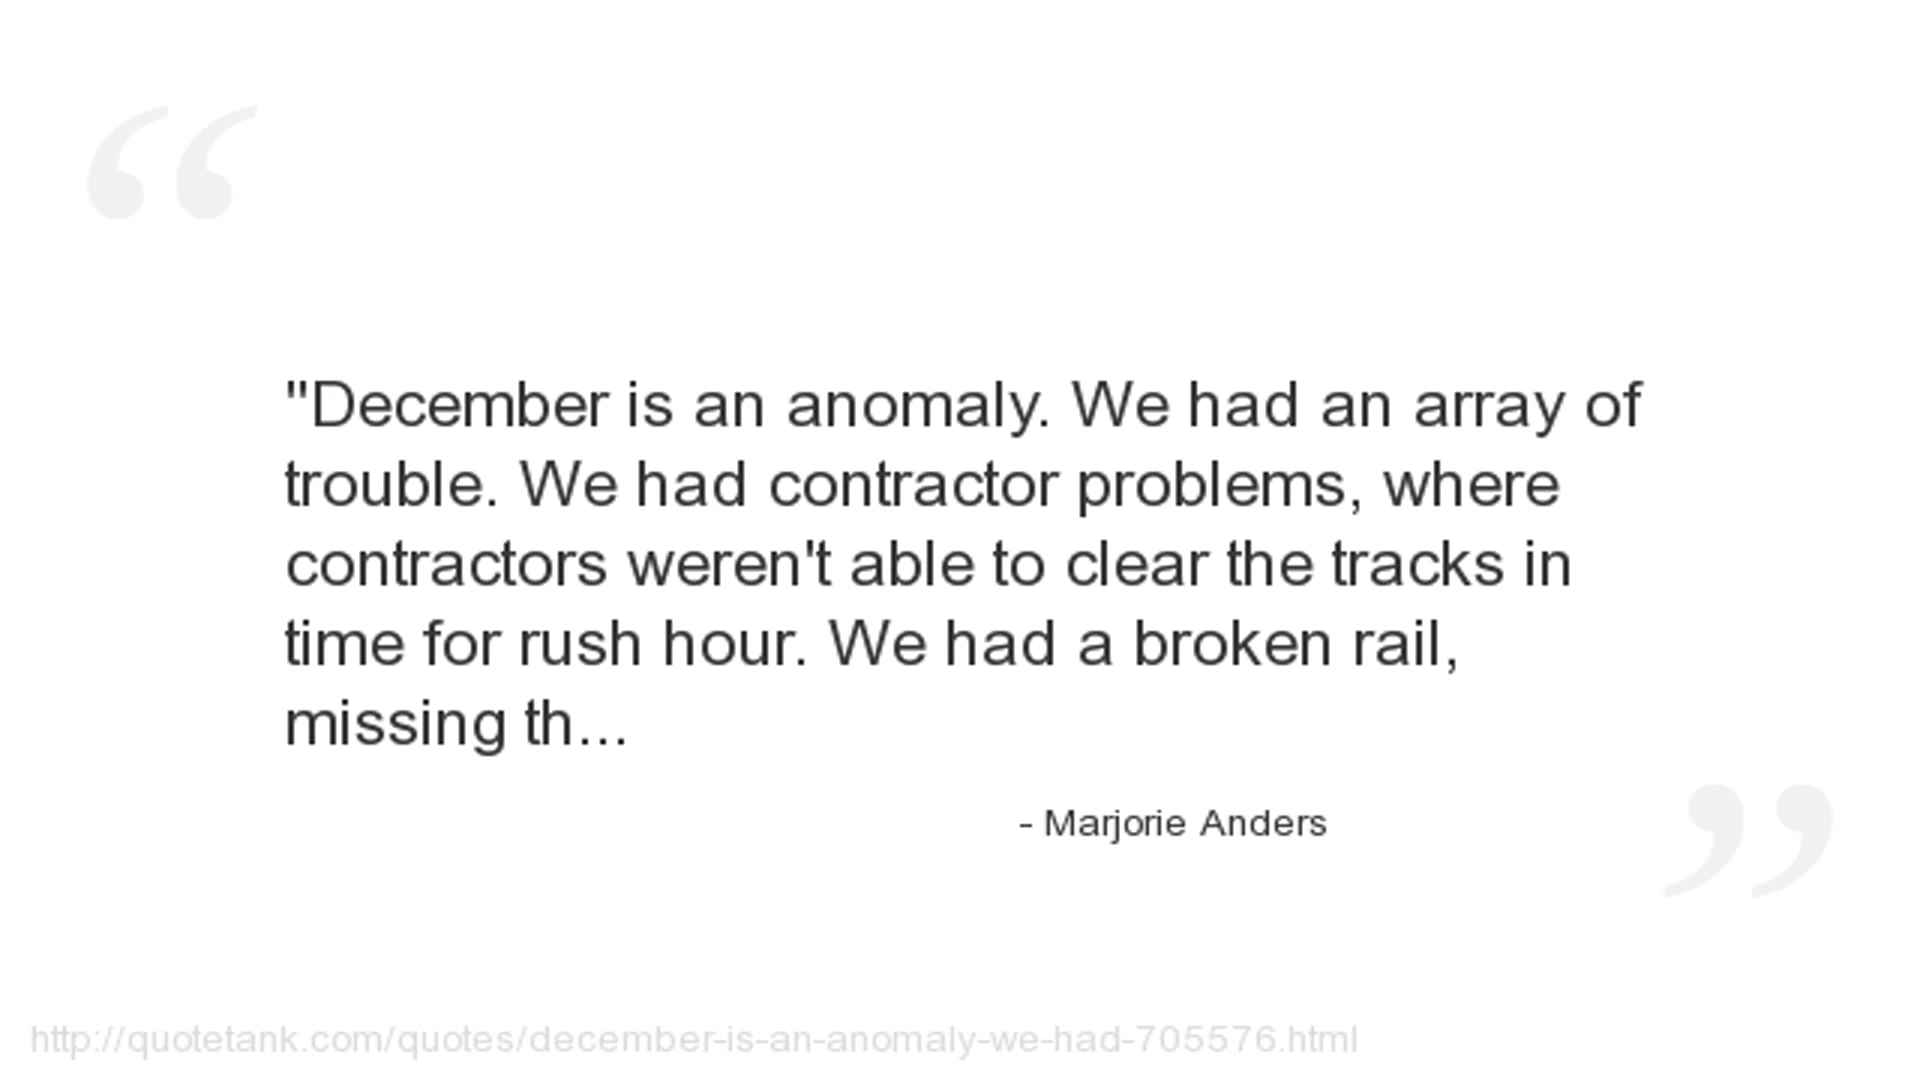 "December is an anomaly. We had an array of
trouble. We had contractor problems, where
contractors weren't able to clear the tracks in
time for rush hour. We had a broken rail,
missing th...
- Marjorie Anders
http://quotetank.com/quotes/december-is-an-anomaly-we-had-705576.html